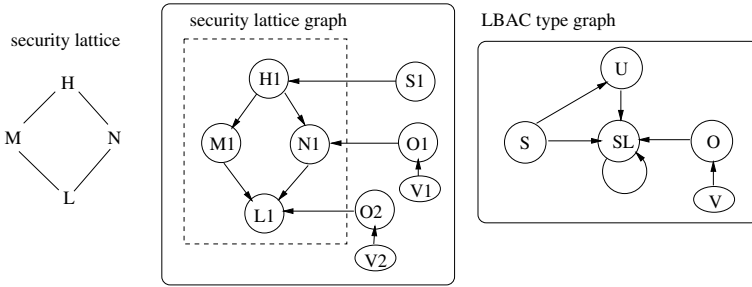 security lattice
H
M
N
L
security lattice graph
H1
S1
M1
N1
O1
V1
L1
O2
V2
LBAC type graph
U
S
SL
O
V